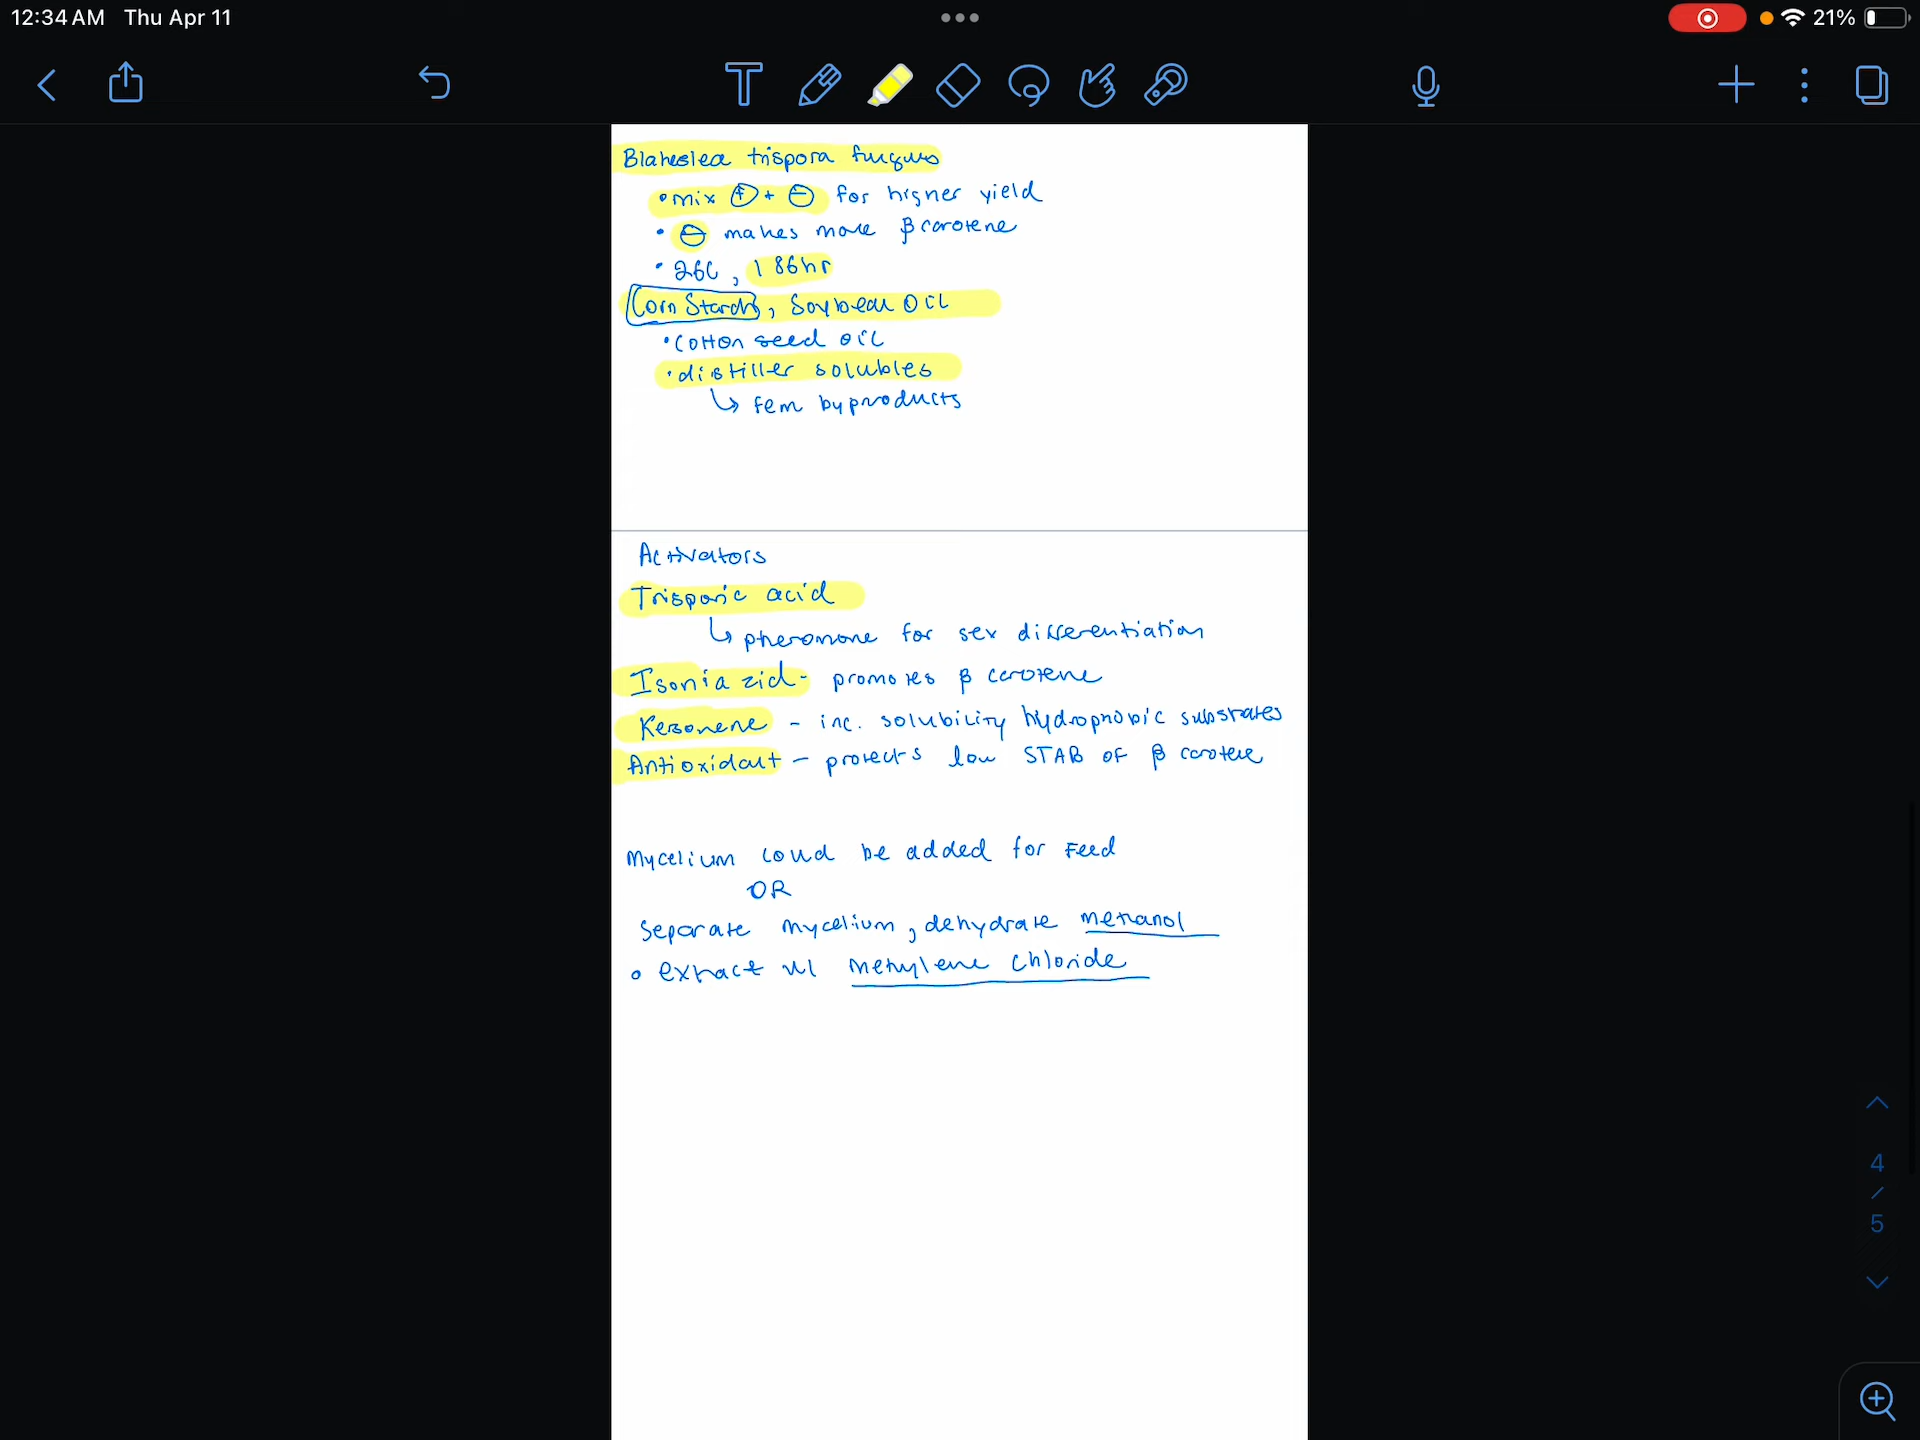 12:34 AM Thu Apr 11
21%
T
Blakeslea trispora fungus
• mix ⊕ + ⊖ for higher yield
• ⊖ makes more β carotene
• 26C, 186hr
Corn Starch, Soybean Oil
• Cotton seed oil
• distiller solubles
↳ fem byproducts
Activators
Trisporic acid
↳ pheromone for sex differentiation
Isoniazid - promotes β carotene
Kerosene - inc. solubility hydrophobic substrates
Antioxidant - protects low STAB OF β carotene
Mycelium could be added for Feed
OR
Separate mycelium, dehydrate metanol
• extract w/ methylene chloride
4
/
5